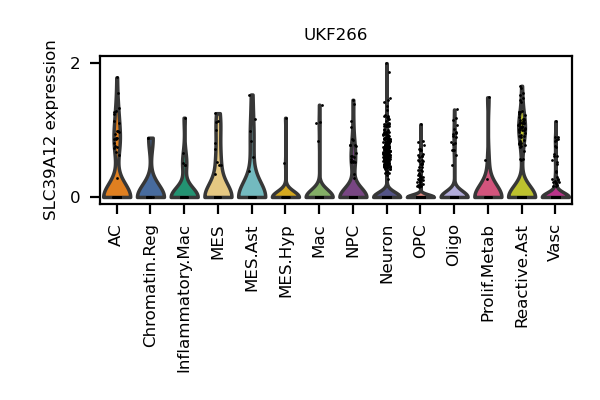 UKF266
SLC39A12 expression
2
0
AC
Chromatin.Reg
Inflammatory.Mac
MES
MES.Ast
MES.Hyp
Mac
NPC
Neuron
OPC
Oligo
Prolif.Metab
Reactive.Ast
Vasc